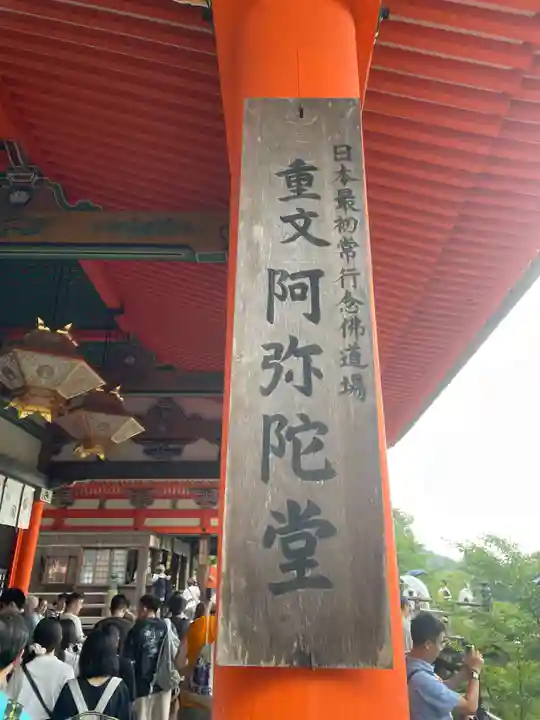 日本最初常行念佛道場
重文 阿弥陀堂